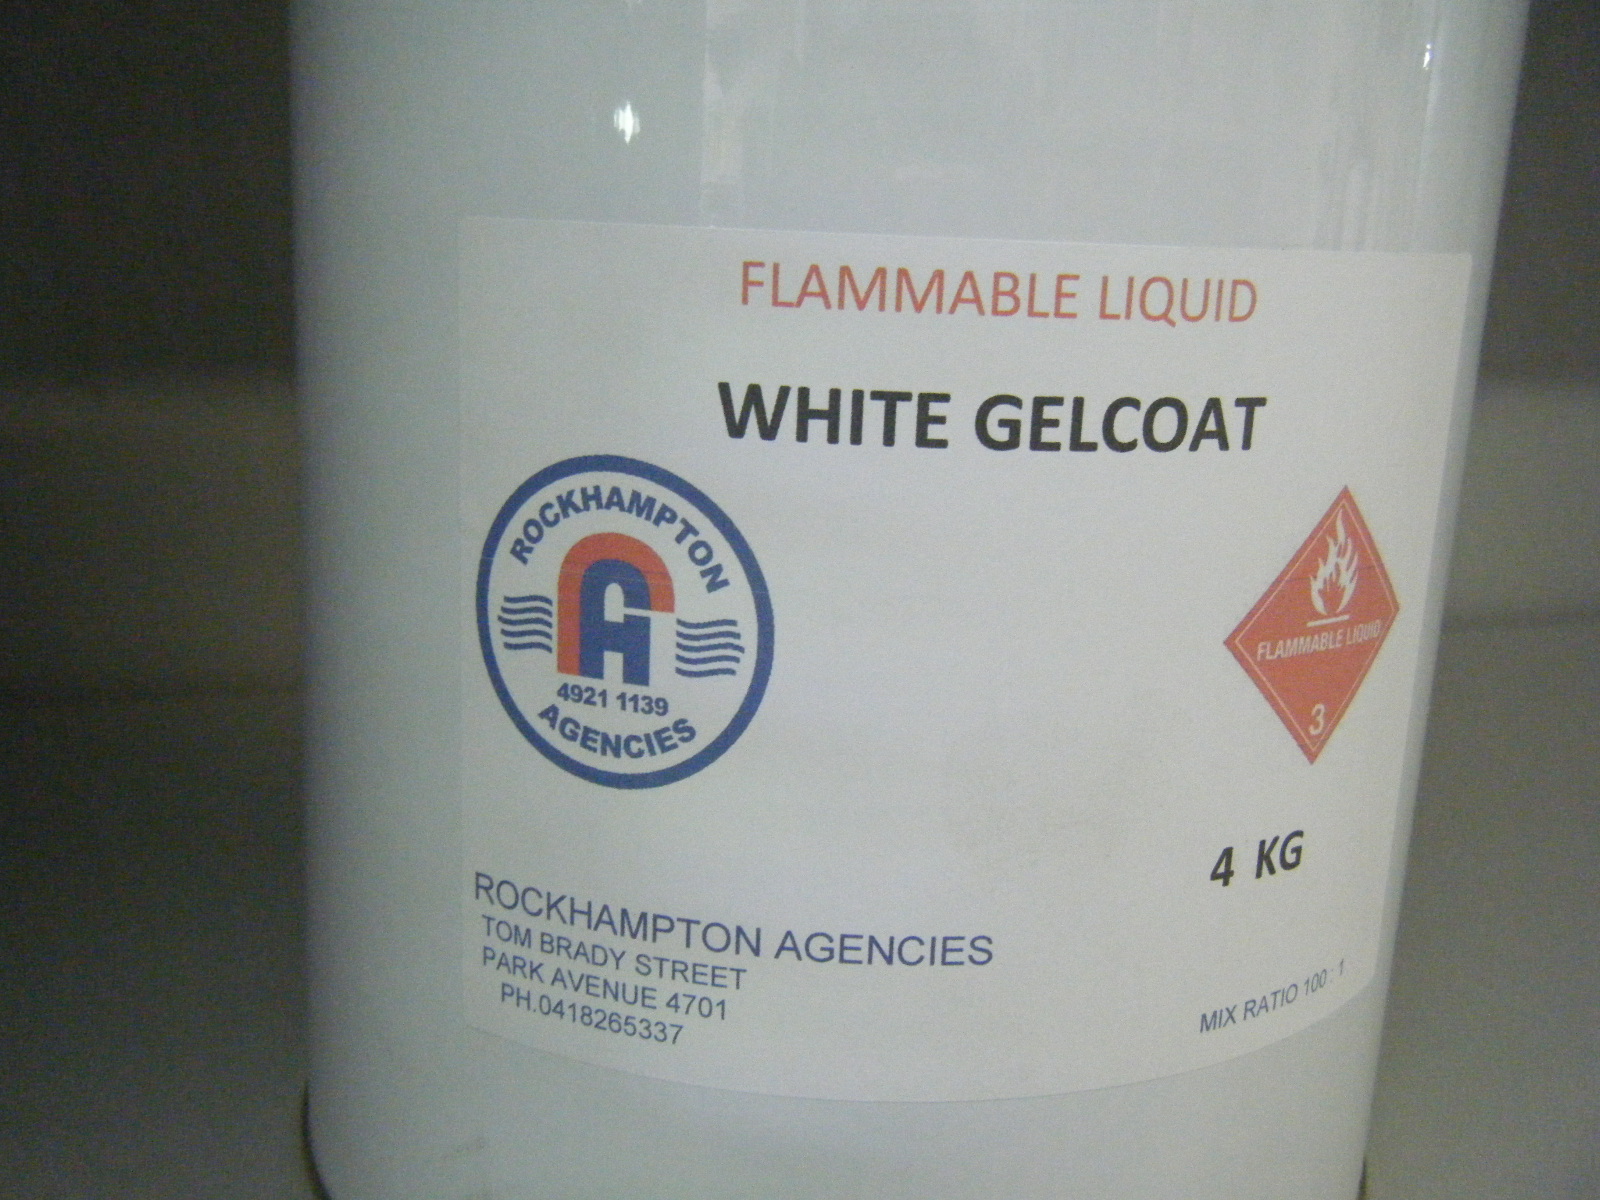 FLAMMABLE LIQUID
WHITE GELCOAT
ROCKHAMPTON
4921 1139
AGENCIES
FLAMMABLE LIQUID
3
4 KG
ROCKHAMPTON AGENCIES
TOM BRADY STREET
PARK AVENUE 4701
PH.0418265337
MIX RATIO 100 : 1